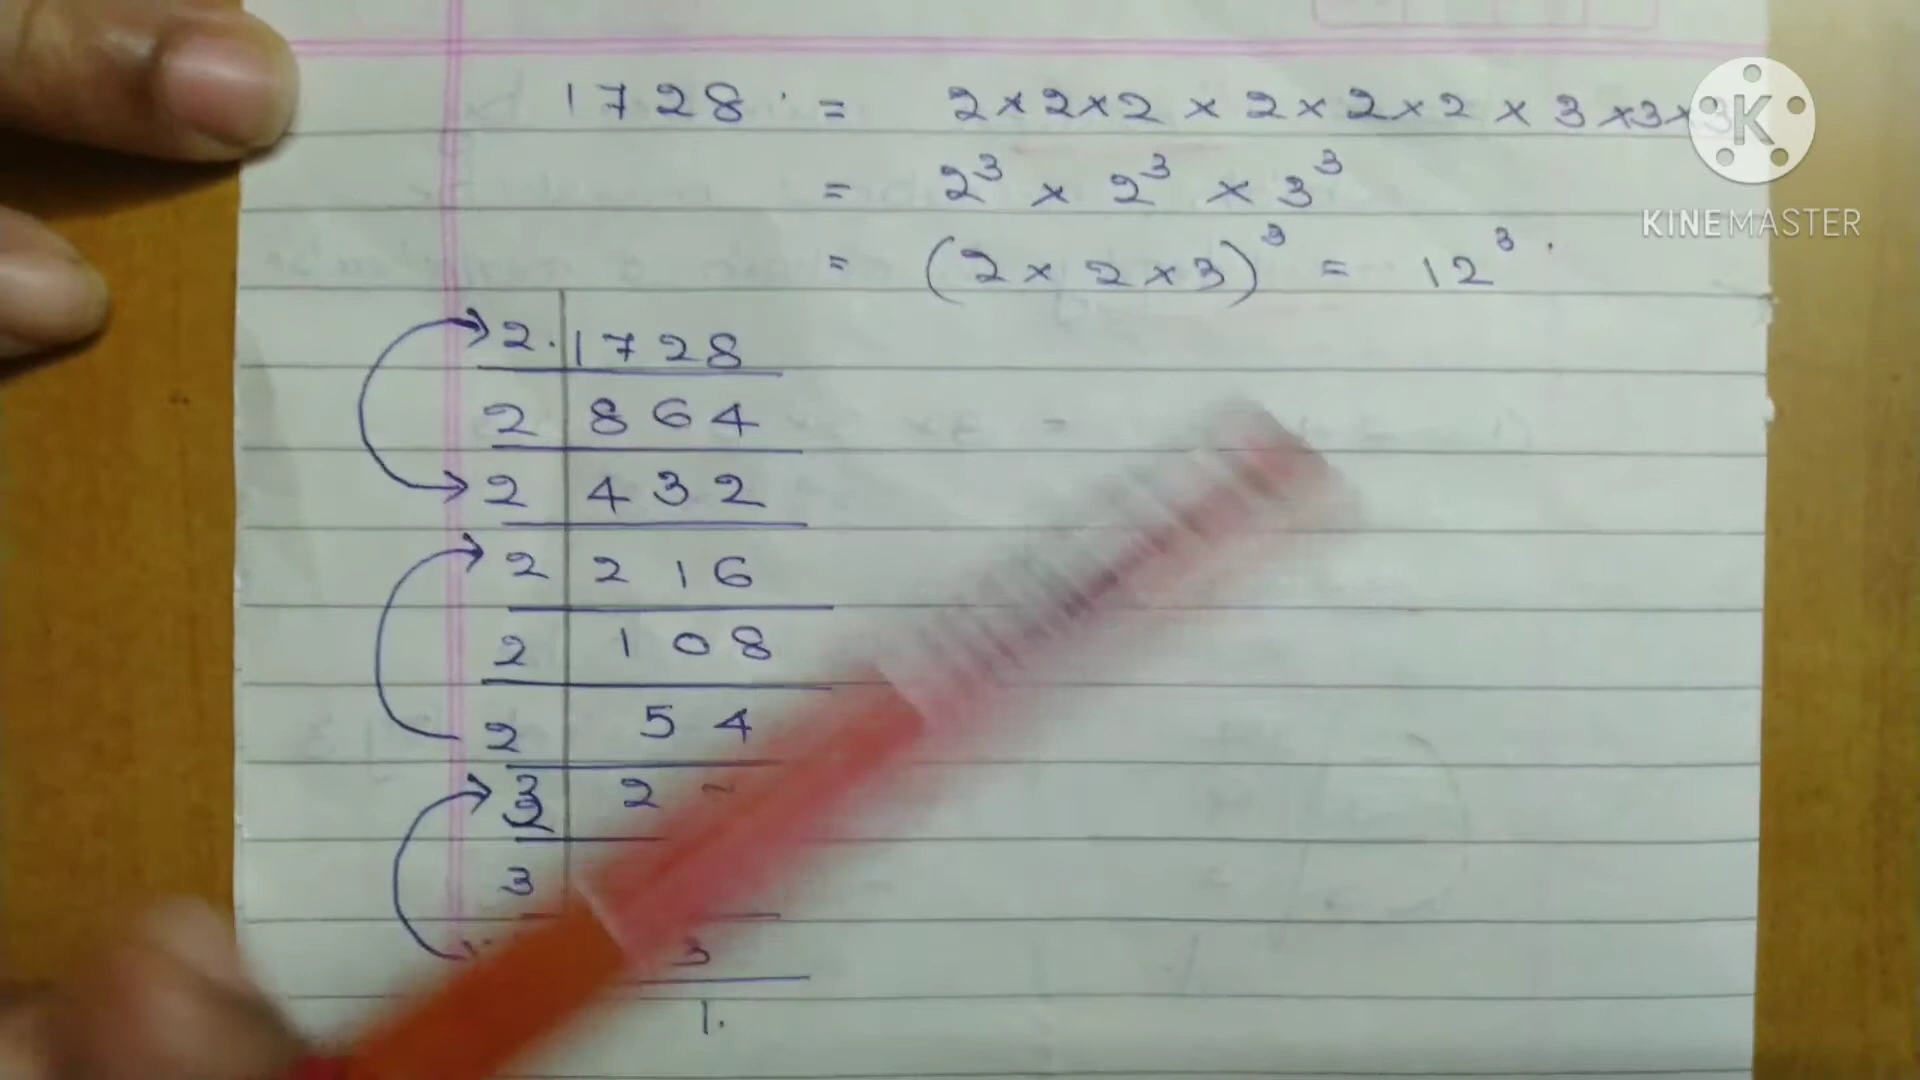 1728 = 2×2×2 × 2×2×2 × 3×3×3
= 2³ × 2³ × 3³
= (2 × 2 × 3)³ = 12³.
KINEMASTER
2. 1728
2 864
2 432
2 216
2 108
2 54
3 2
3
3
1.